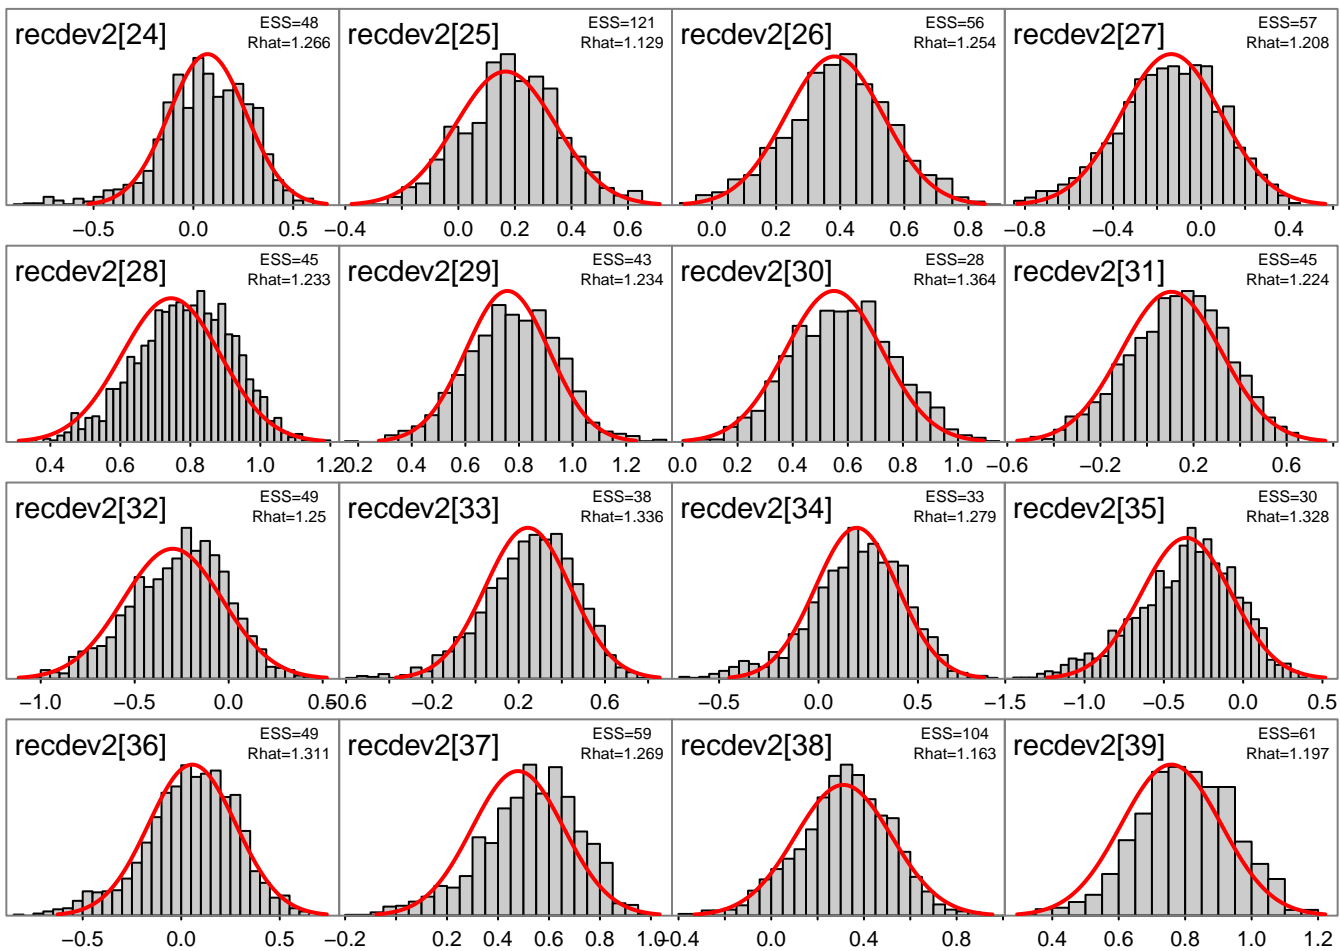 recdev2[24]
ESS=48
Rhat=1.266
recdev2[25]
ESS=121
Rhat=1.129
recdev2[26]
ESS=56
Rhat=1.254
recdev2[27]
ESS=57
Rhat=1.208
−0.5 0.0 0.5
−0.4 0.0 0.2 0.4 0.6
0.0 0.2 0.4 0.6 0.8
−0.8 −0.4 0.0 0.4
recdev2[28]
ESS=45
Rhat=1.233
recdev2[29]
ESS=43
Rhat=1.234
recdev2[30]
ESS=28
Rhat=1.364
recdev2[31]
ESS=45
Rhat=1.224
0.4 0.6 0.8 1.0 1.2
0.2 0.4 0.6 0.8 1.0 1.2
0.0 0.2 0.4 0.6 0.8 1.0
−0.6 −0.2 0.2 0.6
recdev2[32]
ESS=49
Rhat=1.25
recdev2[33]
ESS=38
Rhat=1.336
recdev2[34]
ESS=33
Rhat=1.279
recdev2[35]
ESS=30
Rhat=1.328
−1.0 −0.5 0.0 0.5
−0.6 −0.2 0.2 0.6
−0.5 0.0 0.5
−1.5 −1.0 −0.5 0.0 0.5
recdev2[36]
ESS=49
Rhat=1.311
recdev2[37]
ESS=59
Rhat=1.269
recdev2[38]
ESS=104
Rhat=1.163
recdev2[39]
ESS=61
Rhat=1.197
−0.5 0.0 0.5
−0.2 0.2 0.4 0.6 0.8 1.0
−0.4 0.0 0.4 0.8
0.4 0.6 0.8 1.0 1.2